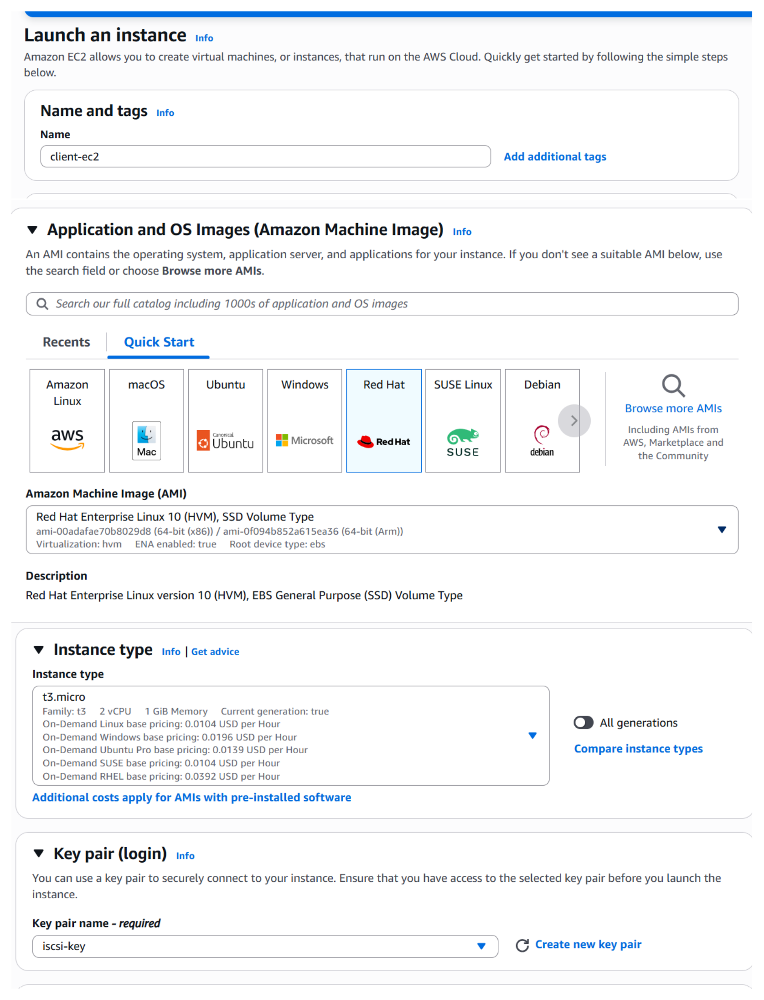 Launch an instance Info
Amazon EC2 allows you to create virtual machines, or instances, that run on the AWS Cloud. Quickly get started by following the simple steps
below.
Name and tags Info
Name
client-ec2
Add additional tags
Application and OS Images (Amazon Machine Image) Info
An AMI contains the operating system, application server, and applications for your instance. If you don't see a suitable AMI below, use
the search field or choose Browse more AMIs.
Search our full catalog including 1000s of application and OS images
Recents
Quick Start
Amazon
Linux
aws
macOS
Mac
Ubuntu
Canonical
Ubuntu
Windows
Microsoft
Red Hat
Red Hat
SUSE Linux
SUSE
Debian
debian
Browse more AMIs
Including AMIs from
AWS, Marketplace and
the Community
Amazon Machine Image (AMI)
Red Hat Enterprise Linux 10 (HVM), SSD Volume Type
ami-00adafae70b8029d8 (64-bit (x86)) / ami-0f094b852a615ea36 (64-bit (Arm))
Virtualization: hvm ENA enabled: true Root device type: ebs
Description
Red Hat Enterprise Linux version 10 (HVM), EBS General Purpose (SSD) Volume Type
Instance type Info | Get advice
Instance type
t3.micro
Family: t3 2 vCPU 1 GiB Memory Current generation: true
On-Demand Linux base pricing: 0.0104 USD per Hour
On-Demand Windows base pricing: 0.0196 USD per Hour
On-Demand Ubuntu Pro base pricing: 0.0139 USD per Hour
On-Demand SUSE base pricing: 0.0104 USD per Hour
On-Demand RHEL base pricing: 0.0392 USD per Hour
All generations
Compare instance types
Additional costs apply for AMIs with pre-installed software
Key pair (login) Info
You can use a key pair to securely connect to your instance. Ensure that you have access to the selected key pair before you launch the
instance.
Key pair name - required
iscsi-key
Create new key pair